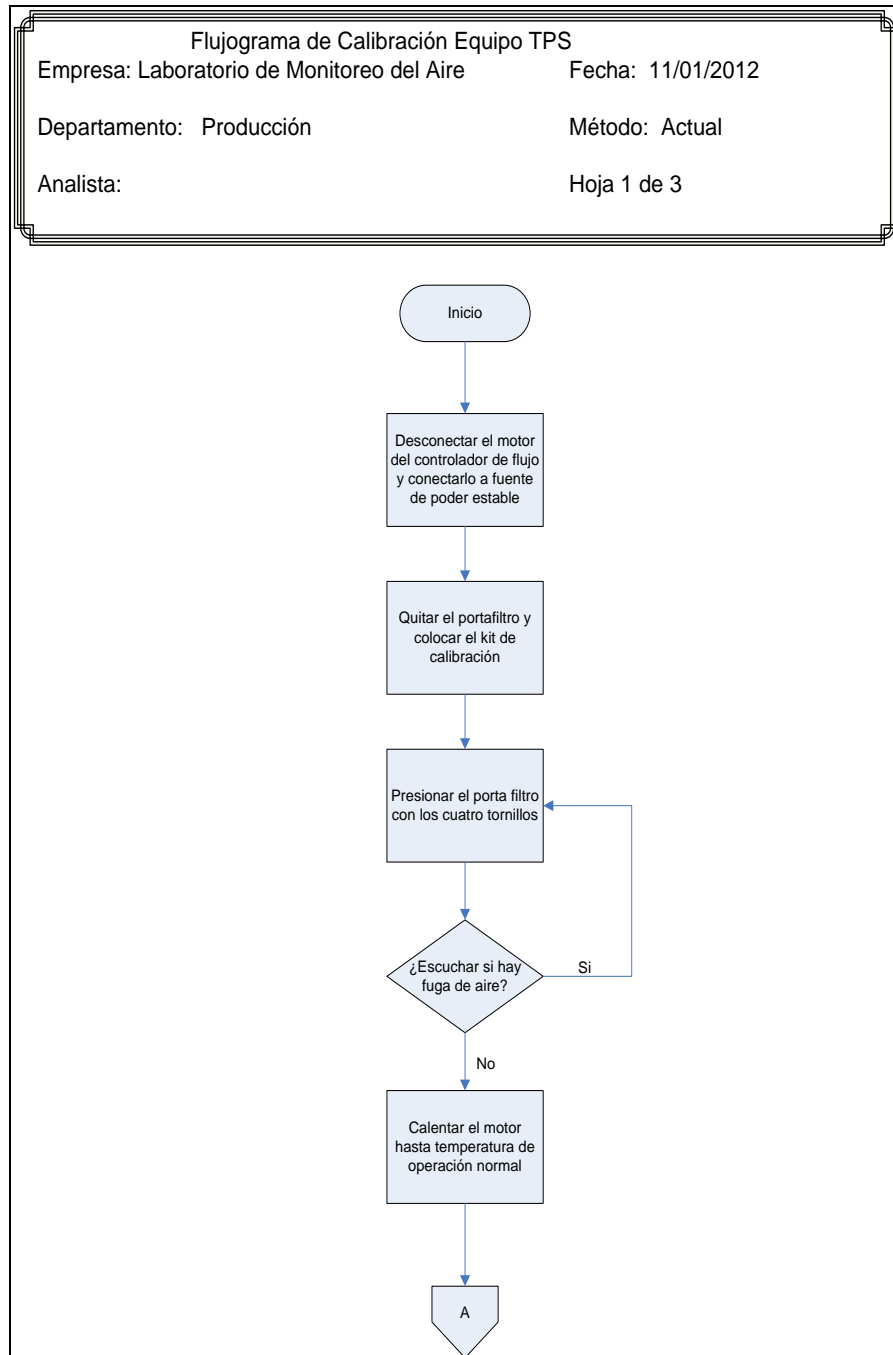 Flujograma de Calibración Equipo TPS
Empresa: Laboratorio de Monitoreo del Aire Fecha: 11/01/2012
Departamento: Producción Método: Actual
Analista: Hoja 1 de 3
Inicio
Desconectar el motor
del controlador de flujo
y conectarlo a fuente
de poder estable
Quitar el portafiltro y
colocar el kit de
calibración
Presionar el porta filtro
con los cuatro tornillos
¿Escuchar si hay
fuga de aire?
Si
No
Calentar el motor
hasta temperatura de
operación normal
A